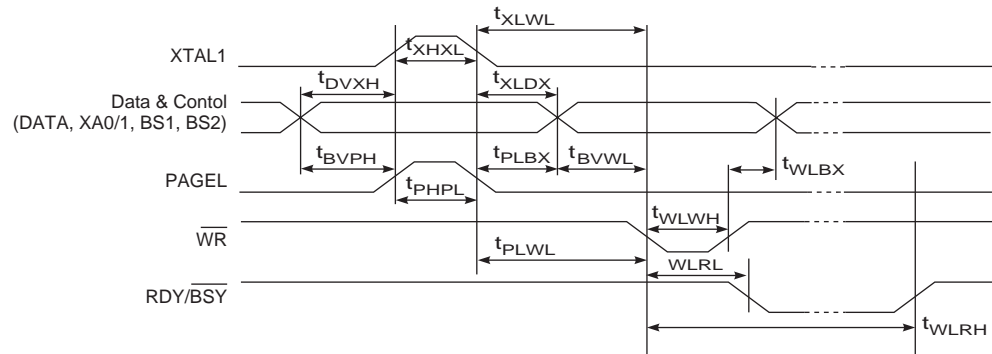 tXLWL
XTAL1
tXHXL
tDVXH
tXLDX
Data & Contol
(DATA, XA0/1, BS1, BS2)
tBVPH
tPLBX
tBVWL
tWLBX
PAGEL
tPHPL
tWLWH
WR
tPLWL
WLRL
RDY/BSY
tWLRH